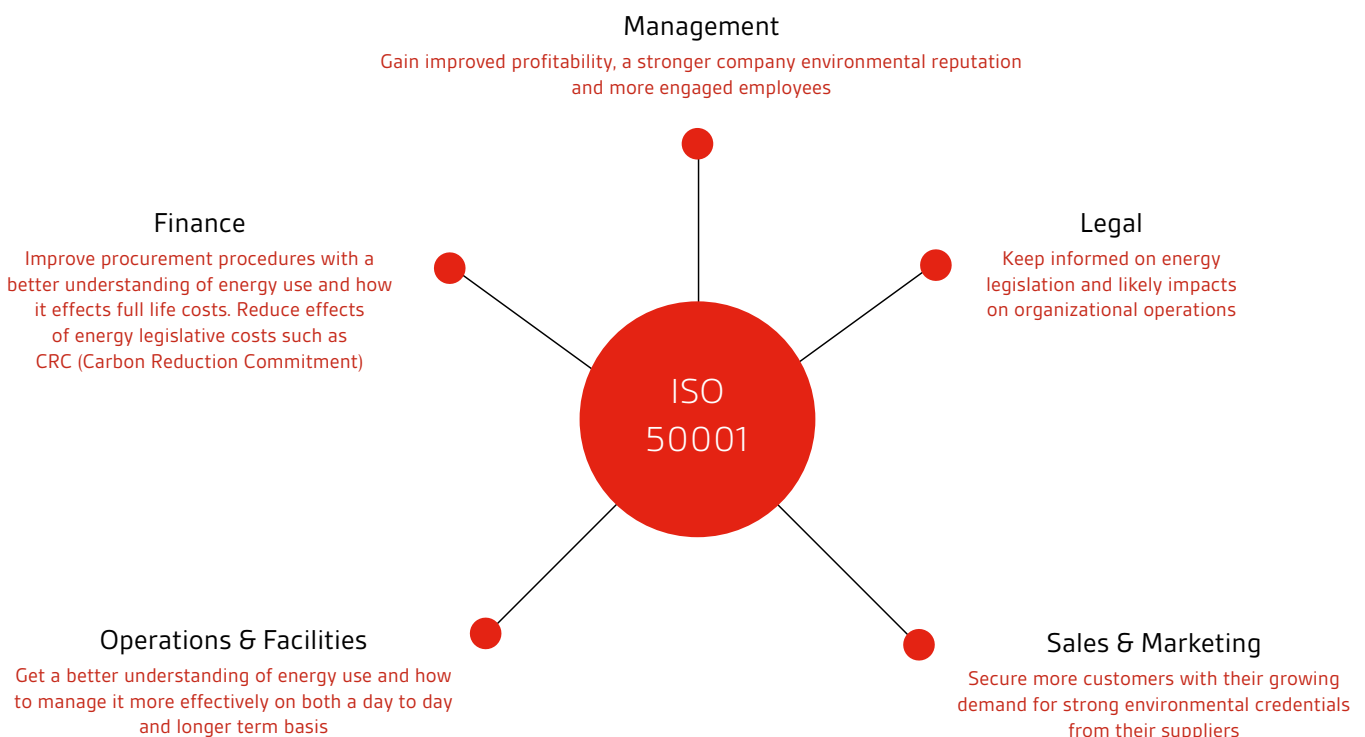 Management
Gain improved profitability, a stronger company environmental reputation
and more engaged employees
Finance
Improve procurement procedures with a
better understanding of energy use and how
it effects full life costs. Reduce effects
of energy legislative costs such as
CRC (Carbon Reduction Commitment)
Legal
Keep informed on energy
legislation and likely impacts
on organizational operations
ISO
50001
Operations & Facilities
Get a better understanding of energy use and how
to manage it more effectively on both a day to day
and longer term basis
Sales & Marketing
Secure more customers with their growing
demand for strong environmental credentials
from their suppliers